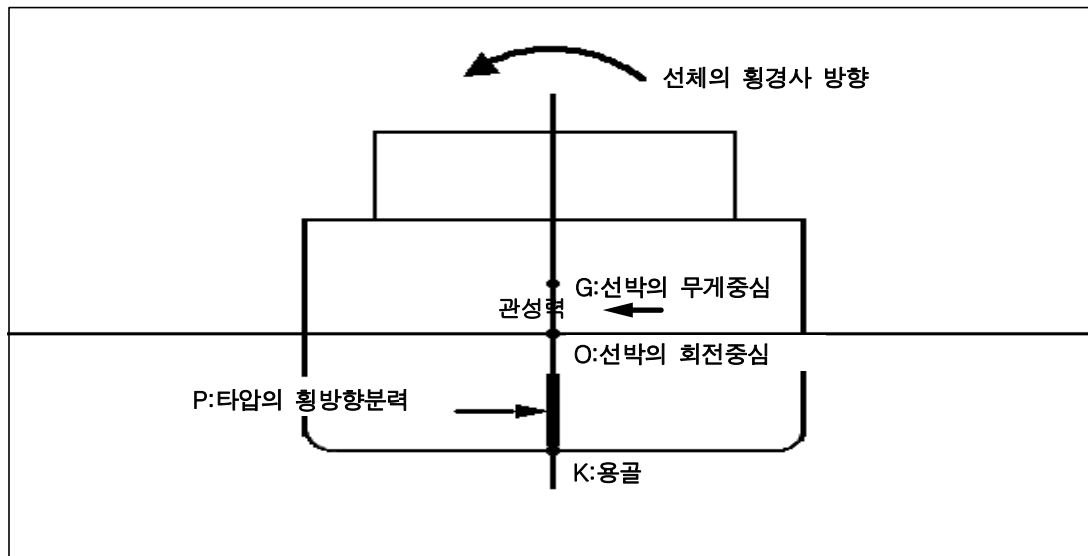 선체의 횡경사 방향
G:선박의 무게중심
관성력
O:선박의 회전중심
P:타압의 횡방향분력
K:용골